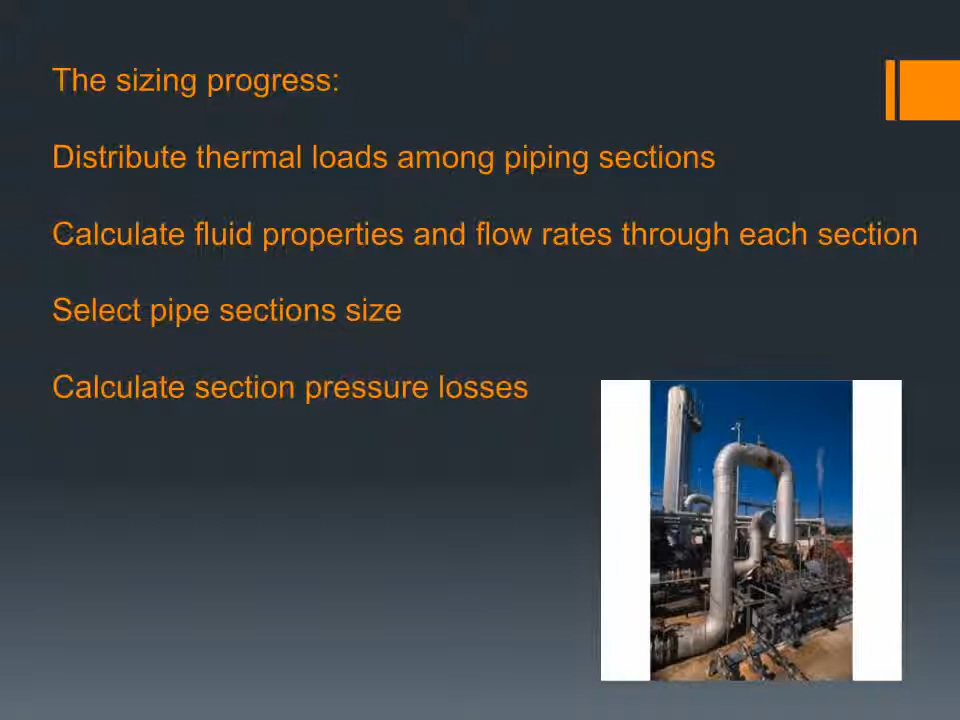 The sizing progress:
Distribute thermal loads among piping sections
Calculate fluid properties and flow rates through each section
Select pipe sections size
Calculate section pressure losses